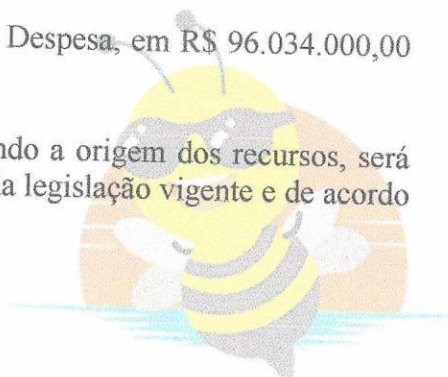 Despesa, em R$ 96.034.000,00
ndo a origem dos recursos, será
a legislação vigente e de acordo